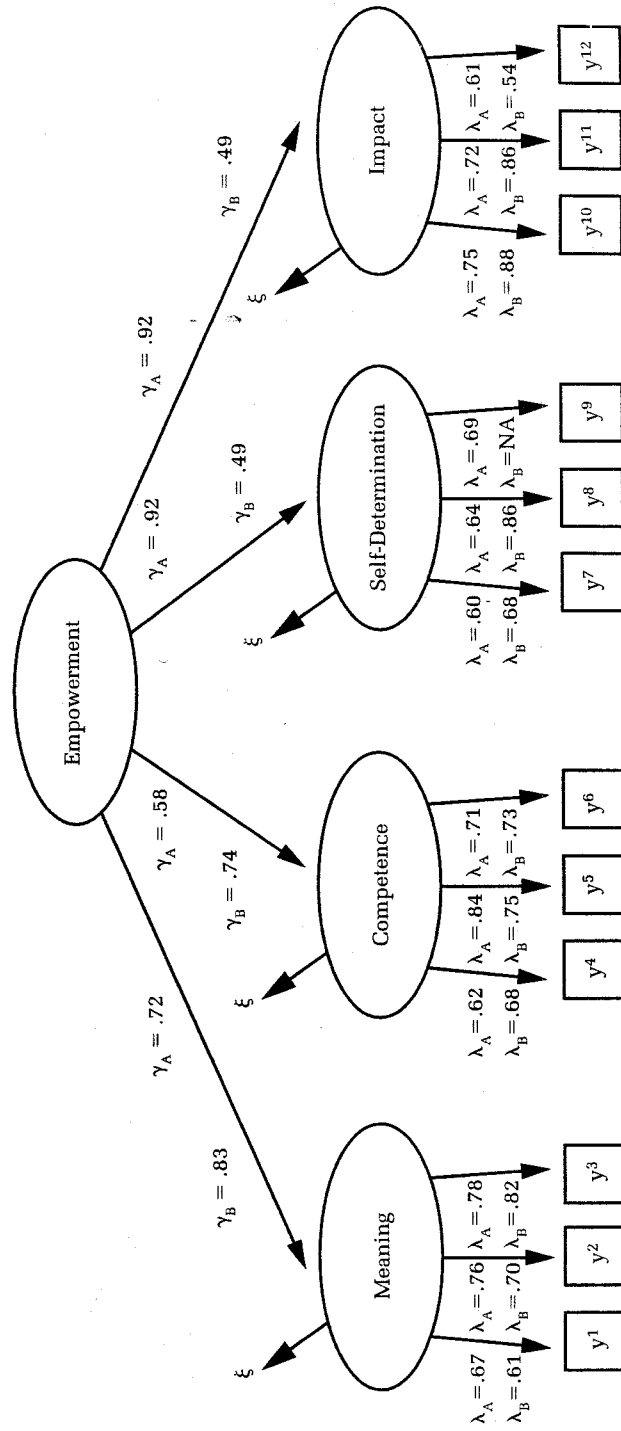 Empowerment
γA = .72
γB = .83
γA = .58
γB = .74
γA = .92
γB = .49
γA = .92
γB = .49
ξ
ξ
ξ
ξ
Meaning
Competence
Self-Determination
Impact
λA=.67 λA=.76 λA=.78
λB=.61 λB=.70 λB=.82
λA=.62 λA=.84 λA=.71
λB=.68 λB=.75 λB=.73
λA=.60 λA=.64 λA=.69
λB=.68 λB=.86 λB=NA
λA=.75 λA=.72 λA=.61
λB=.88 λB=.86 λB=.54
y1 y2 y3 y4 y5 y6 y7 y8 y9 y10 y11 y12